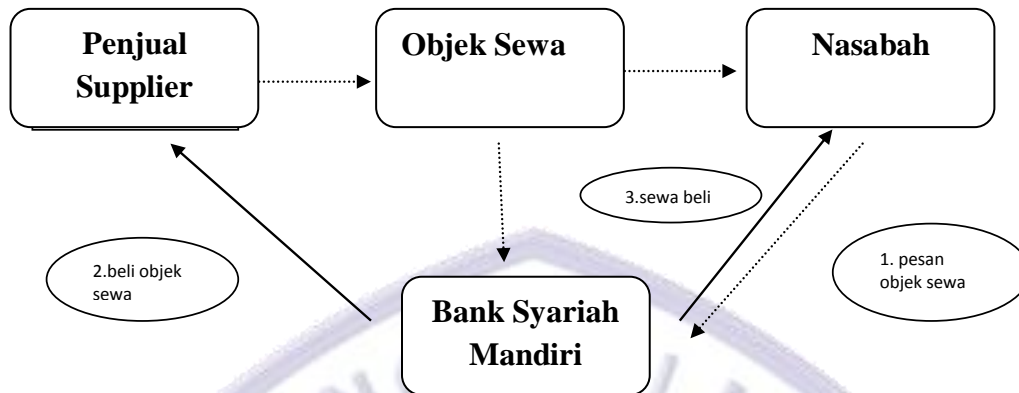 Penjual
Supplier
Objek Sewa
Nasabah
3.sewa beli
2.beli objek
sewa
1. pesan
objek sewa
Bank Syariah
Mandiri